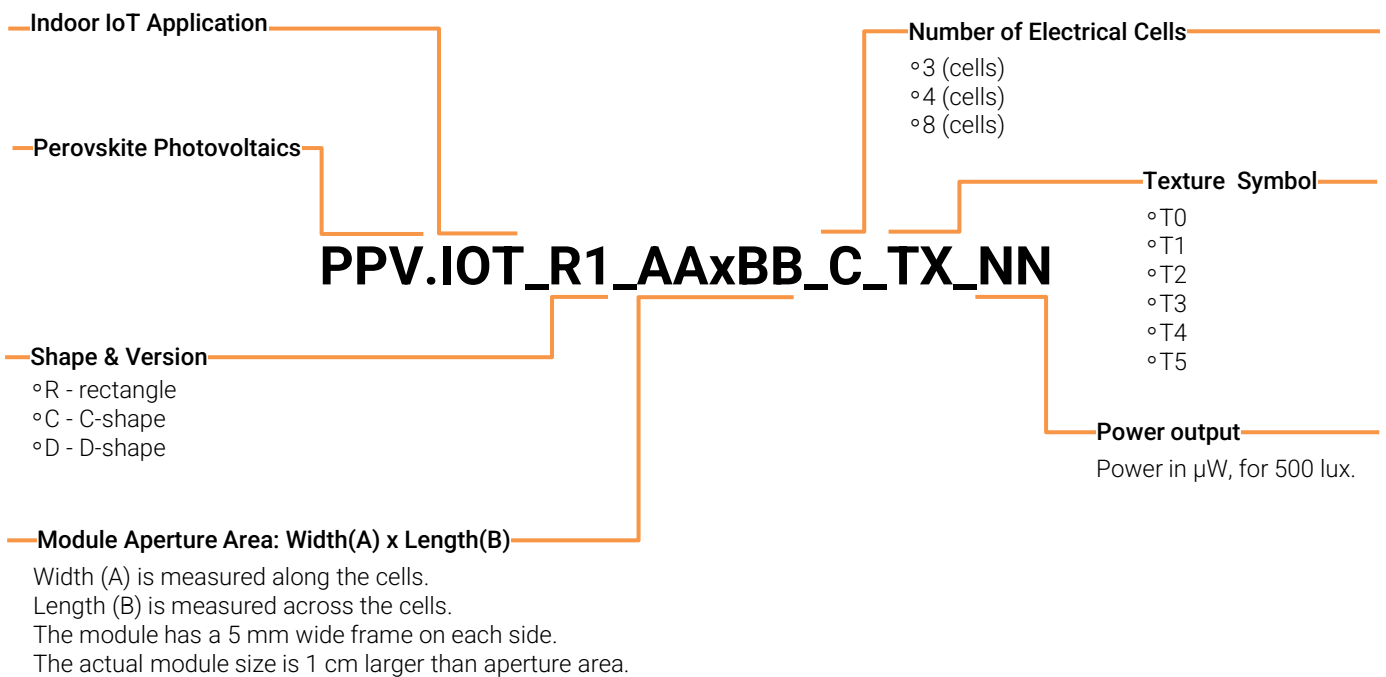 Indoor IoT Application
Perovskite Photovoltaics
Number of Electrical Cells
°3 (cells)
°4 (cells)
°8 (cells)
Texture Symbol
°T0
°T1
°T2
°T3
°T4
°T5
PPV.IOT_R1_AAxBB_C_TX_NN
Shape & Version
°R - rectangle
°C - C-shape
°D - D-shape
Power output
Power in µW, for 500 lux.
Module Aperture Area: Width(A) x Length(B)
Width (A) is measured along the cells.
Length (B) is measured across the cells.
The module has a 5 mm wide frame on each side.
The actual module size is 1 cm larger than aperture area.